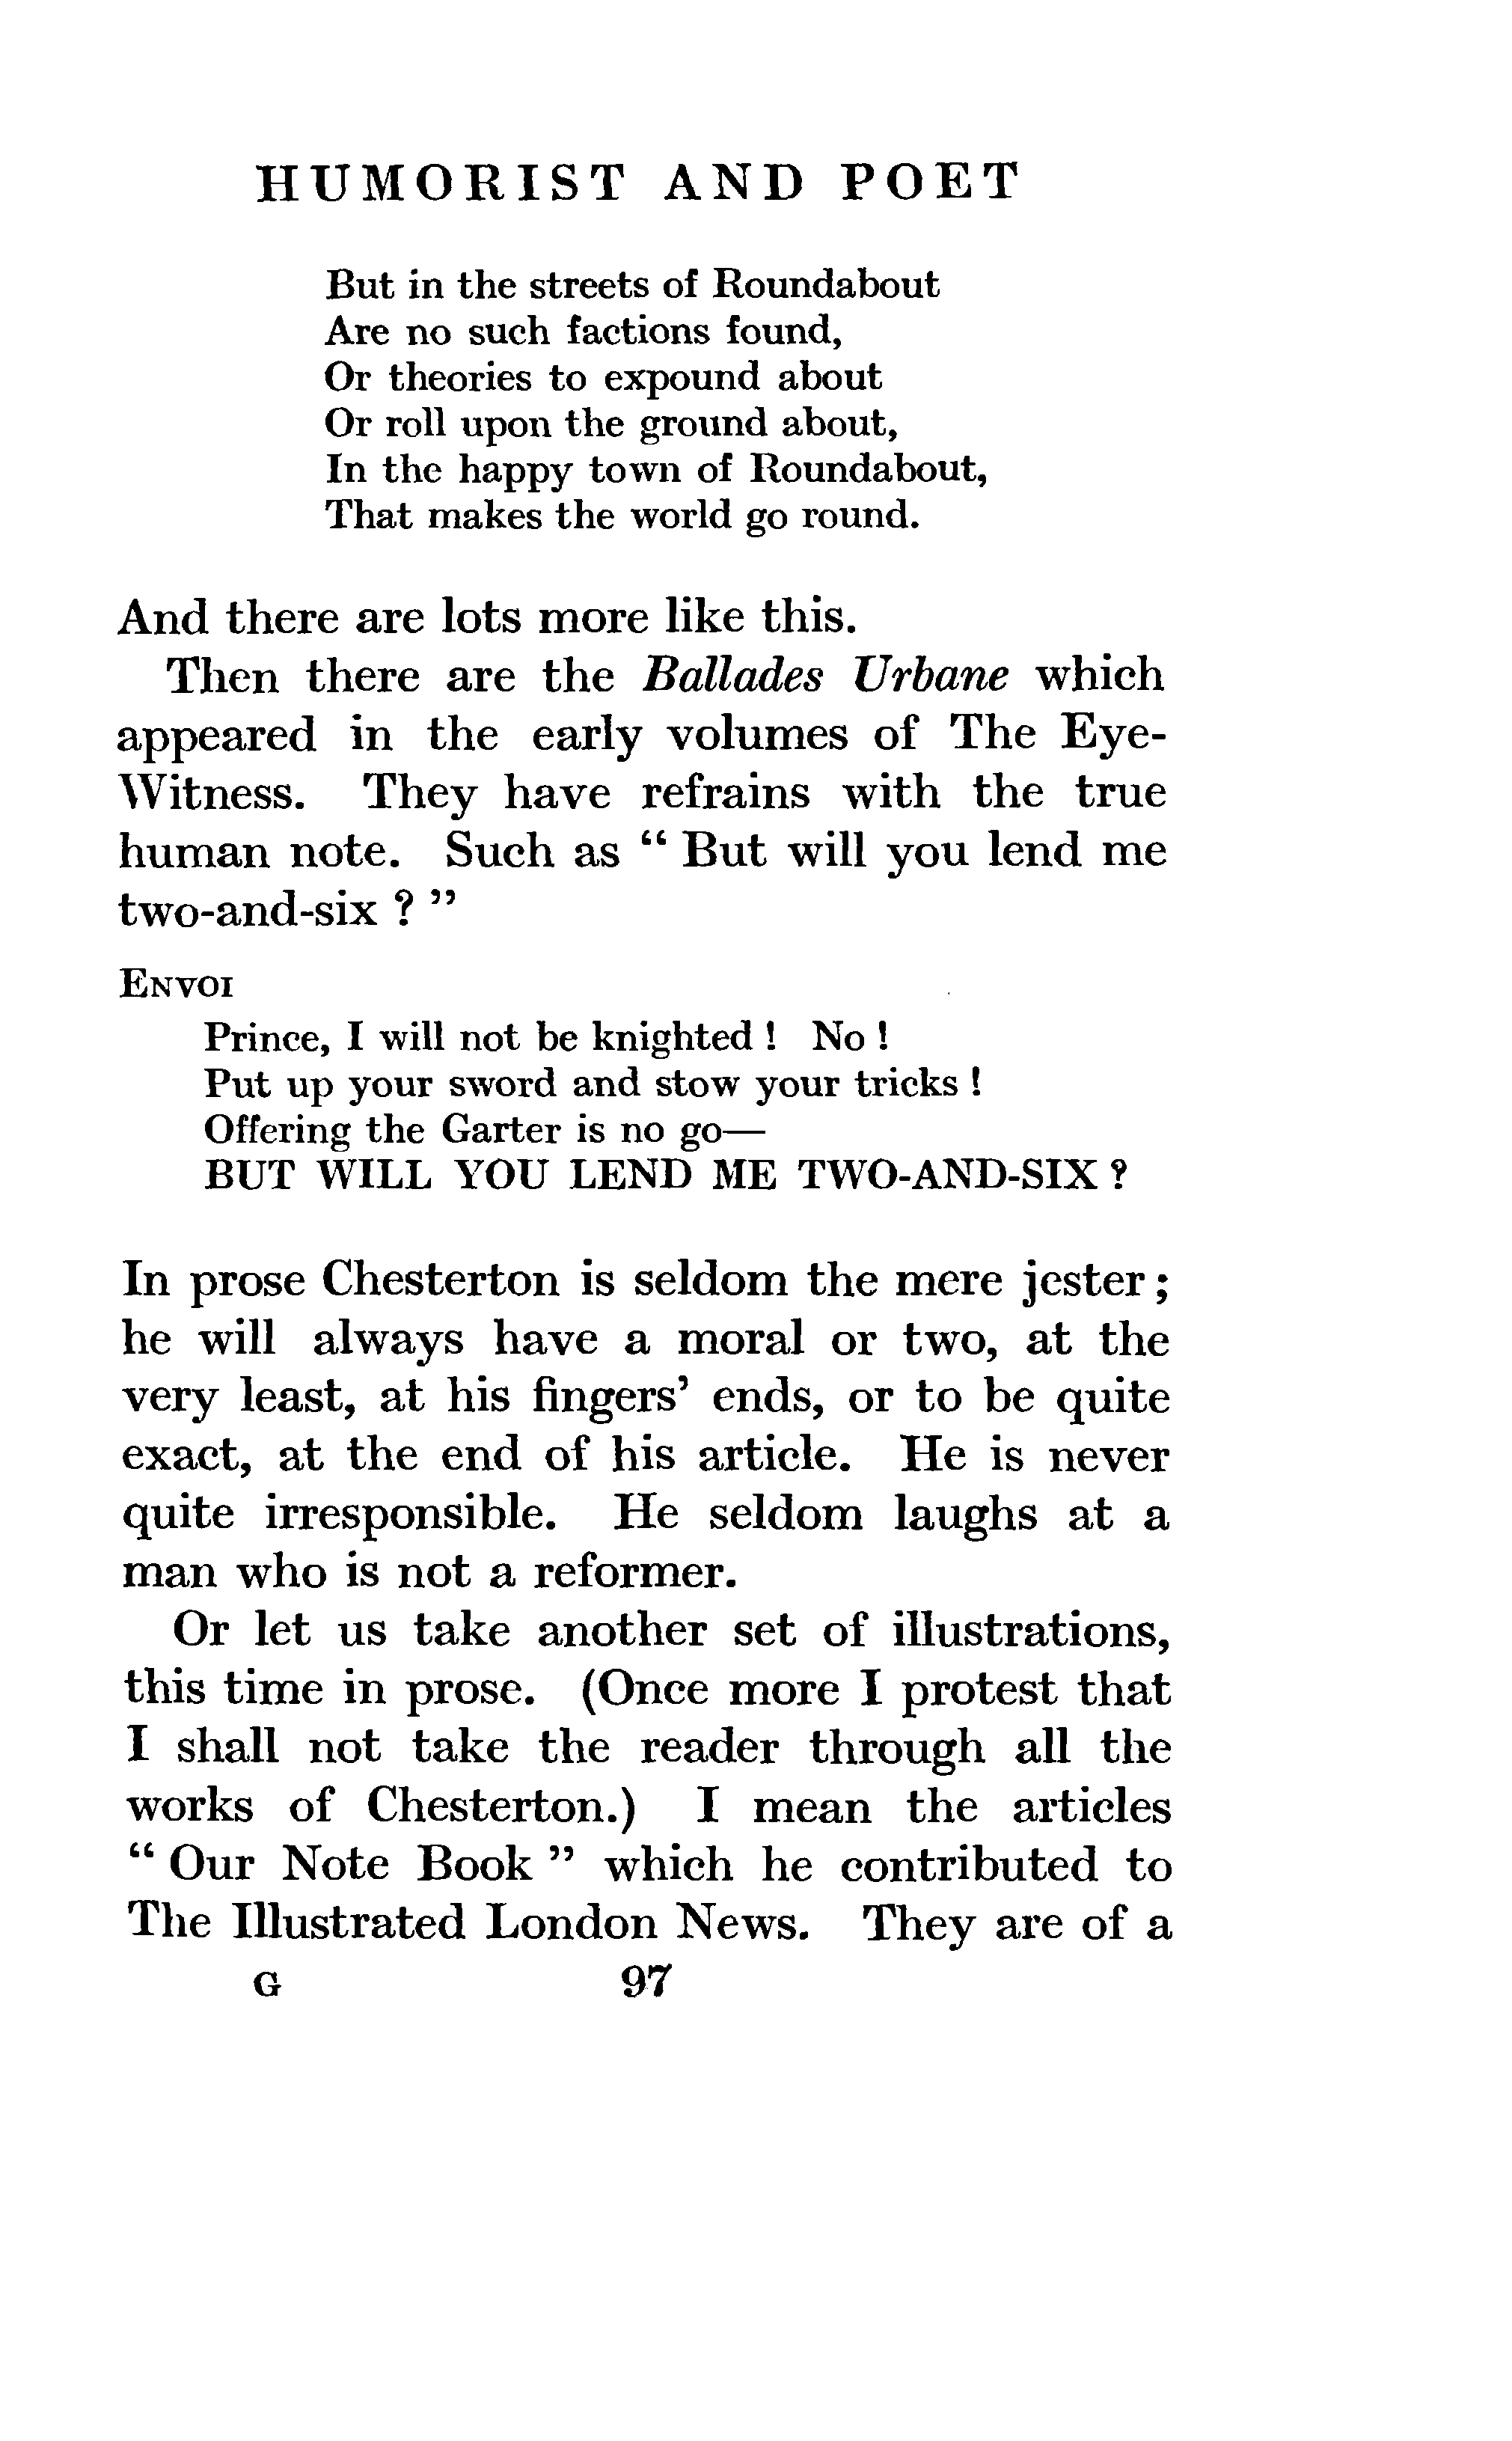 HUMORIST AND POET
But in the streets of Roundabout
Are no such factions found,
Or theories to expound about
Or roll upon the ground about,
In the happy town of Roundabout,
That makes the world go round.
And there are lots more like this.
Then there are the Ballades Urbane which
appeared in the early volumes of The Eye-
Witness. They have refrains with the true
human note. Such as “ But will you lend me
two-and-six ? ”
ENVOI
Prince, I will not be knighted ! No !
Put up your sword and stow your tricks !
Offering the Garter is no go—
BUT WILL YOU LEND ME TWO-AND-SIX ?
In prose Chesterton is seldom the mere jester ;
he will always have a moral or two, at the
very least, at his fingers’ ends, or to be quite
exact, at the end of his article. He is never
quite irresponsible. He seldom laughs at a
man who is not a reformer.
Or let us take another set of illustrations,
this time in prose. (Once more I protest that
I shall not take the reader through all the
works of Chesterton.) I mean the articles
“ Our Note Book ” which he contributed to
The Illustrated London News. They are of a
G 97